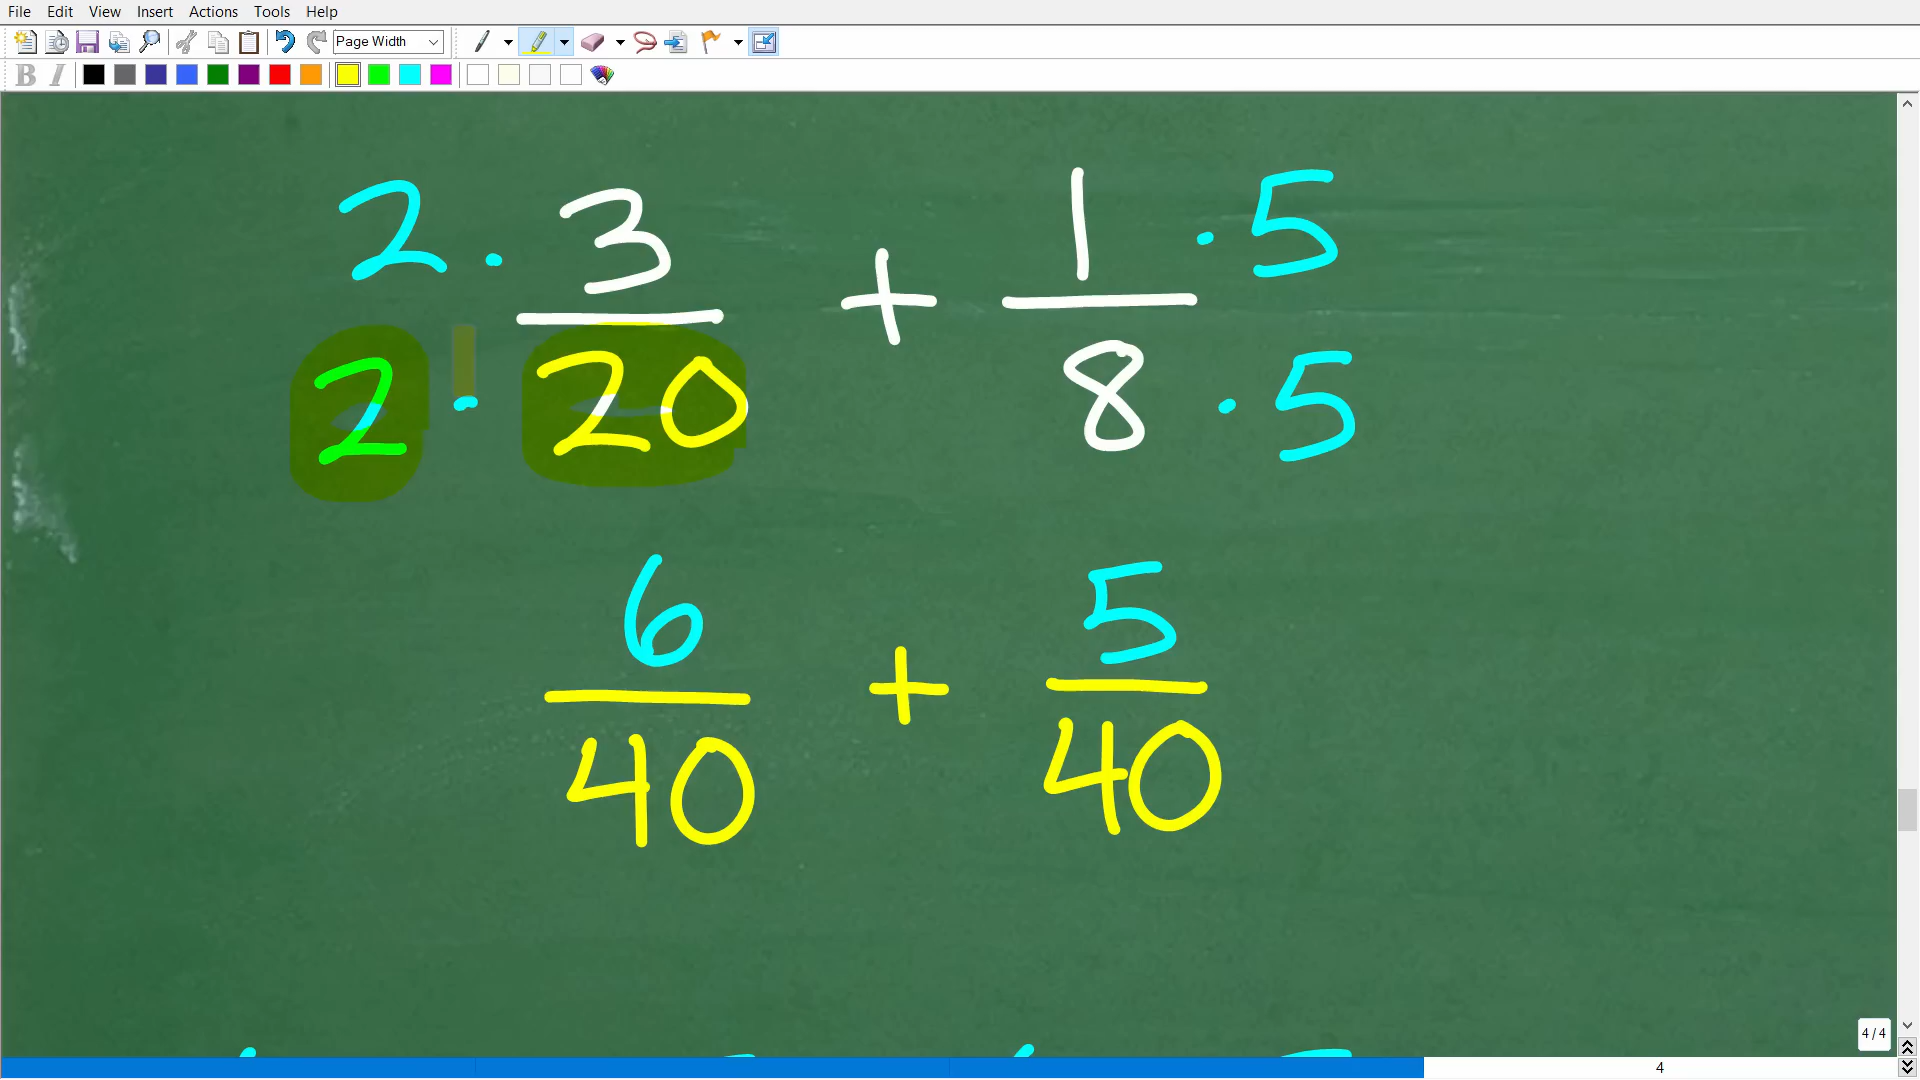 File Edit View Insert Actions Tools Help
Page Width
B I
2 · 3 + 1 · 5
2 · 20 8 · 5
6 + 5
40 40
4 / 4
4